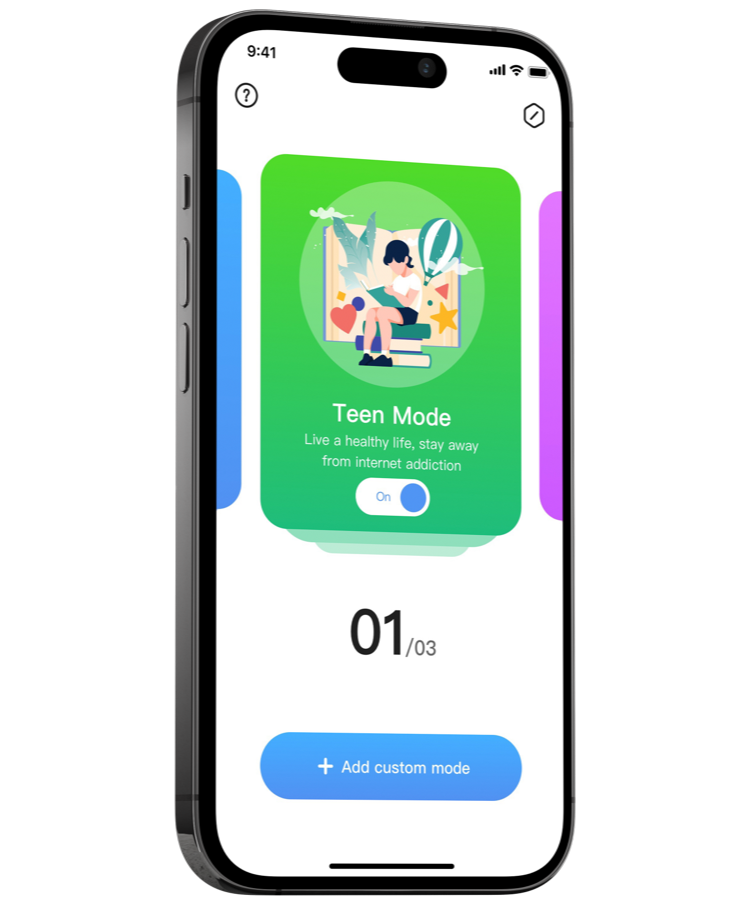 9:41
?
Teen Mode
Live a healthy life, stay away
from internet addiction
On
01/03
+ Add custom mode